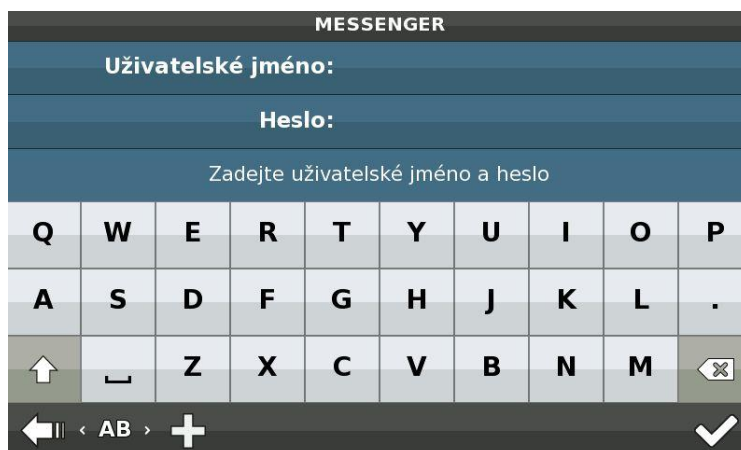 MESSENGER
Uživatelské jméno:
Heslo:
Zadejte uživatelské jméno a heslo
Q W E R T Y U I O P
A S D F G H J K L .
Z X C V B N M
‹ AB ›